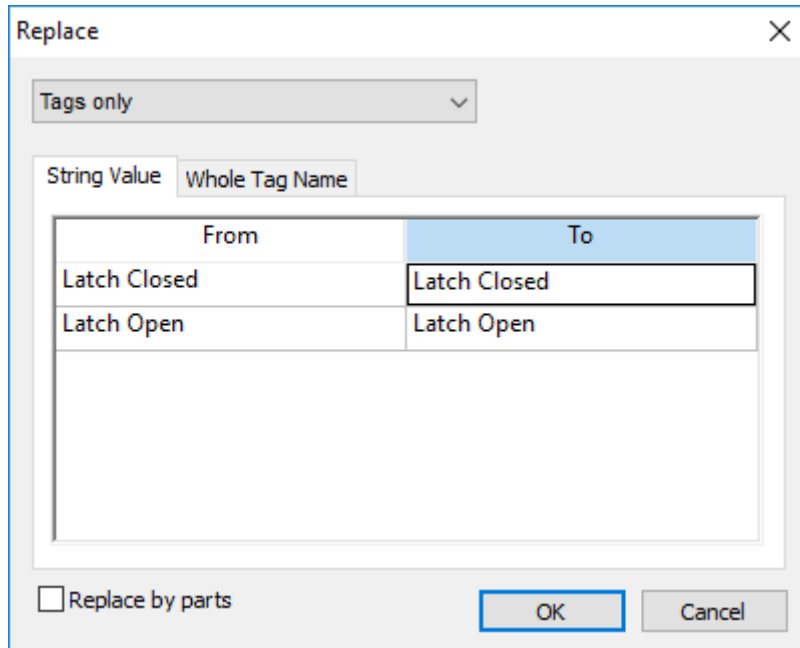 Replace
Tags only
String Value Whole Tag Name
From To
Latch Closed Latch Closed
Latch Open Latch Open
Replace by parts OK Cancel